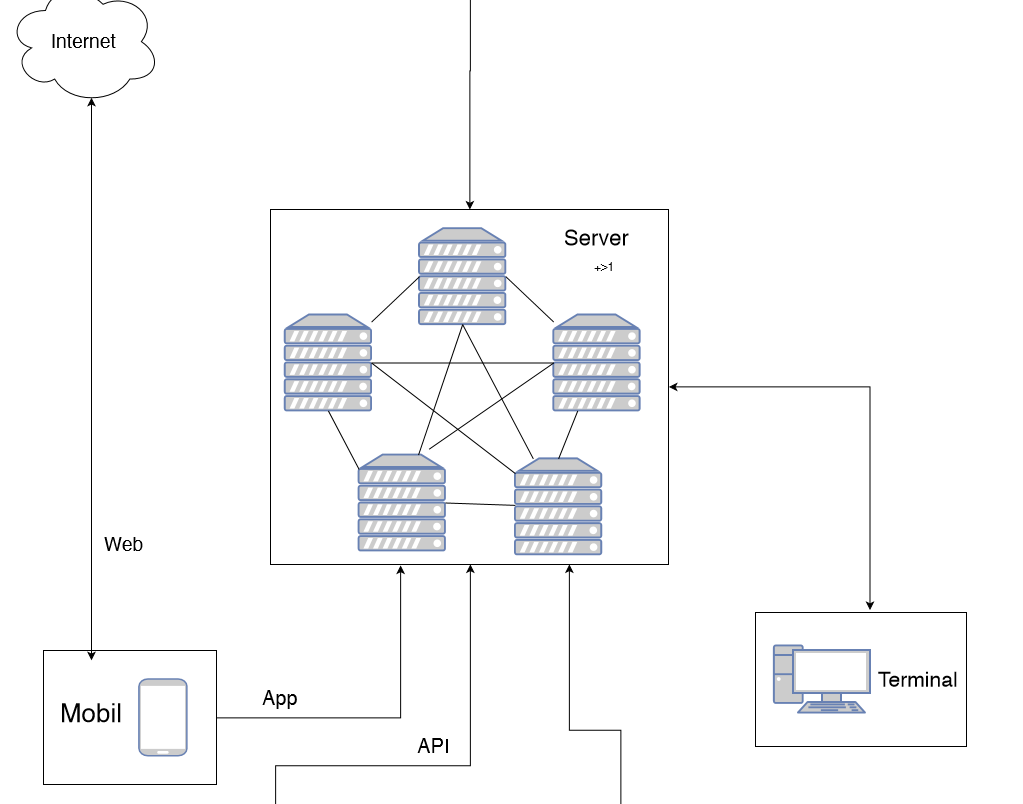 Internet
Server
+>1
Web
Mobil
App
API
Terminal